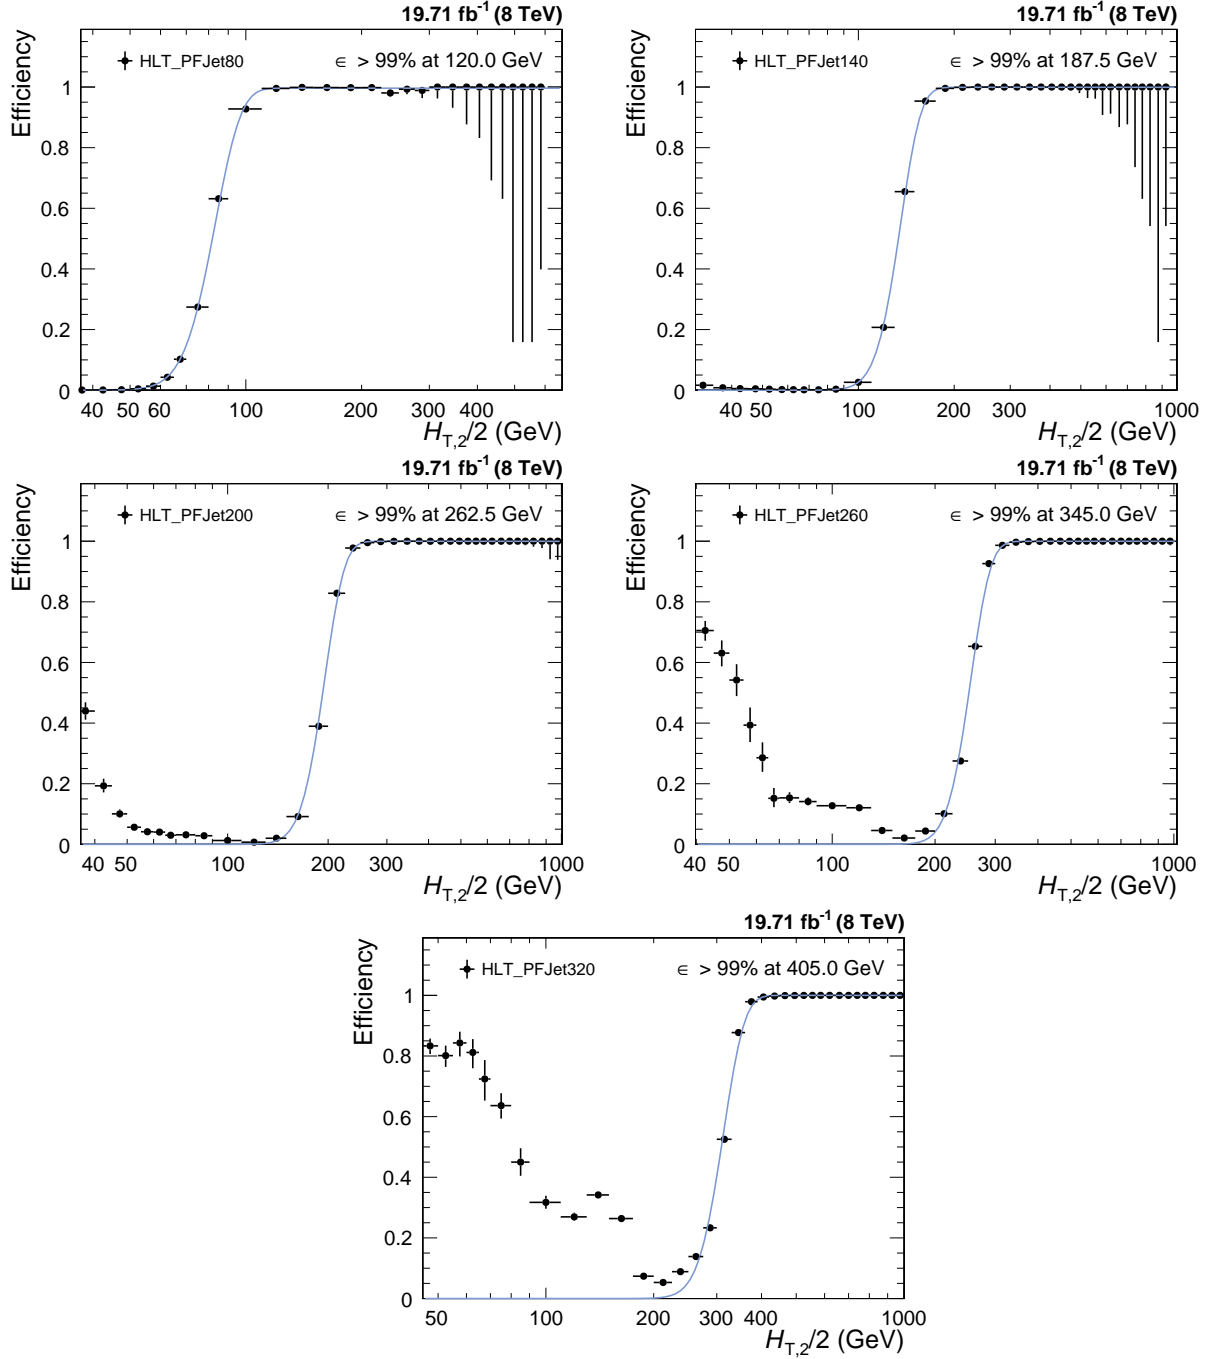 19.71 fb⁻¹ (8 TeV)
Efficiency
HLT_PFJet80
ϵ > 99% at 120.0 GeV
1
0.8
0.6
0.4
0.2
0
40 50 60 100 200 300 400
H_T,2/2 (GeV)
19.71 fb⁻¹ (8 TeV)
Efficiency
HLT_PFJet140
ϵ > 99% at 187.5 GeV
1
0.8
0.6
0.4
0.2
0
40 50 100 200 300 1000
H_T,2/2 (GeV)
19.71 fb⁻¹ (8 TeV)
Efficiency
HLT_PFJet200
ϵ > 99% at 262.5 GeV
1
0.8
0.6
0.4
0.2
0
40 50 100 200 300 1000
H_T,2/2 (GeV)
19.71 fb⁻¹ (8 TeV)
Efficiency
HLT_PFJet260
ϵ > 99% at 345.0 GeV
1
0.8
0.6
0.4
0.2
0
40 50 100 200 300 1000
H_T,2/2 (GeV)
19.71 fb⁻¹ (8 TeV)
Efficiency
HLT_PFJet320
ϵ > 99% at 405.0 GeV
1
0.8
0.6
0.4
0.2
0
50 100 200 300 400 1000
H_T,2/2 (GeV)